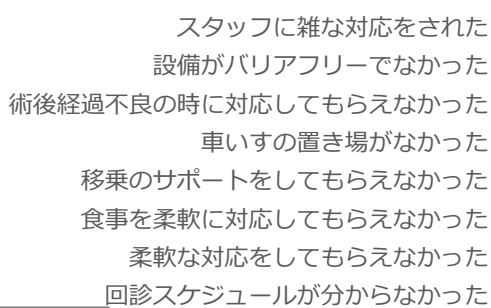 スタッフに雑な対応をされた
設備がバリアフリーでなかった
術後経過不良の時に対応してもらえなかった
車いすの置き場がなかった
移乗のサポートをしてもらえなかった
食事を柔軟に対応してもらえなかった
柔軟な対応をしてもらえなかった
回診スケジュールが分からなかった